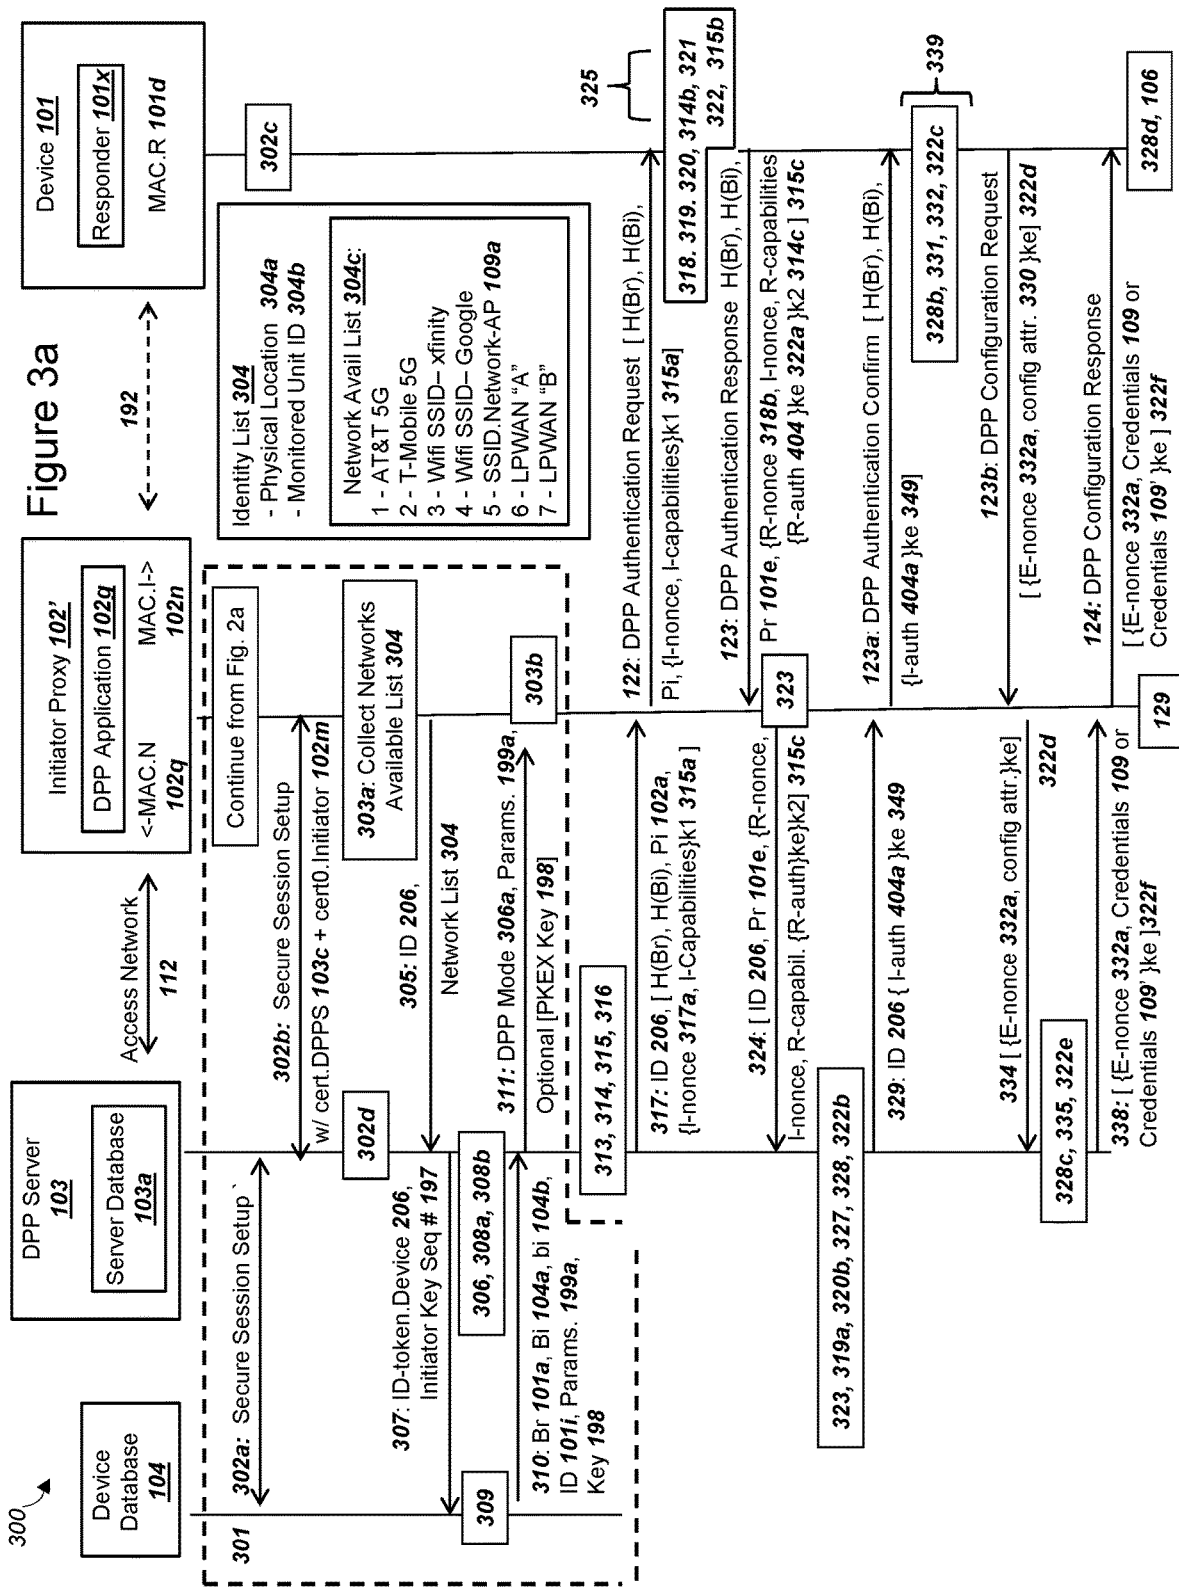 Figure 3a
300
Device
Database
104
DPP Server
103
Server Database
103a
Access Network
112
Initiator Proxy 102'
DPP Application 102q
<-MAC.N
102q
MAC.I->
102n
192
Device 101
Responder 101x
MAC.R 101d
301
302a: Secure Session Setup `
302b: Secure Session Setup
w/ cert.DPPS 103c + cert0.Initiator 102m
Continue from Fig. 2a
302c
302d
303a: Collect Networks
Available List 304
Identity List 304
- Physical Location 304a
- Monitored Unit ID 304b
Network Avail List 304c:
1 - AT&T 5G
2 - T-Mobile 5G
3 – Wifi SSID– xfinity
4 – Wifi SSID– Google
5 - SSID.Network-AP 109a
6 - LPWAN “A”
7 – LPWAN “B”
305: ID 206,
Network List 304
307: ID-token.Device 206,
Initiator Key Seq # 197
306, 308a, 308b
309
310: Br 101a, Bi 104a, bi 104b,
ID 101i, Params. 199a,
Key 198
311: DPP Mode 306a, Params. 199a,
Optional [PKEX Key 198]
303b
313, 314, 315, 316
317: ID 206, [ H(Br), H(Bi), Pi 102a,
{I-nonce 317a, I-Capabilities}k1 315a ]
122: DPP Authentication Request [ H(Br), H(Bi),
Pi, {I-nonce, I-capabilities}k1 315a]
325
318. 319. 320, 314b, 321
322, 315b
123: DPP Authentication Response H(Br), H(Bi),
Pr 101e, {R-nonce 318b, I-nonce, R-capabilities
{R-auth 404 }ke 322a }k2 314c ] 315c
323
324: [ ID 206, Pr 101e, {R-nonce,
I-nonce, R-capabil. {R-auth}ke}k2] 315c
323, 319a, 320b, 327, 328, 322b
329: ID 206 { I-auth 404a }ke 349
123a: DPP Authentication Confirm [ H(Br), H(Bi),
{I-auth 404a }ke 349]
328b, 331, 332, 322c
339
123b: DPP Configuration Request
[ {E-nonce 332a, config attr. 330 }ke] 322d
334 [ {E-nonce 332a, config attr.}ke]
322d
328c, 335, 322e
338: [ {E-nonce 332a, Credentials 109 or
Credentials 109’ }ke ]322f
124: DPP Configuration Response
[ {E-nonce 332a, Credentials 109 or
Credentials 109’ }ke ] 322f
129
328d, 106